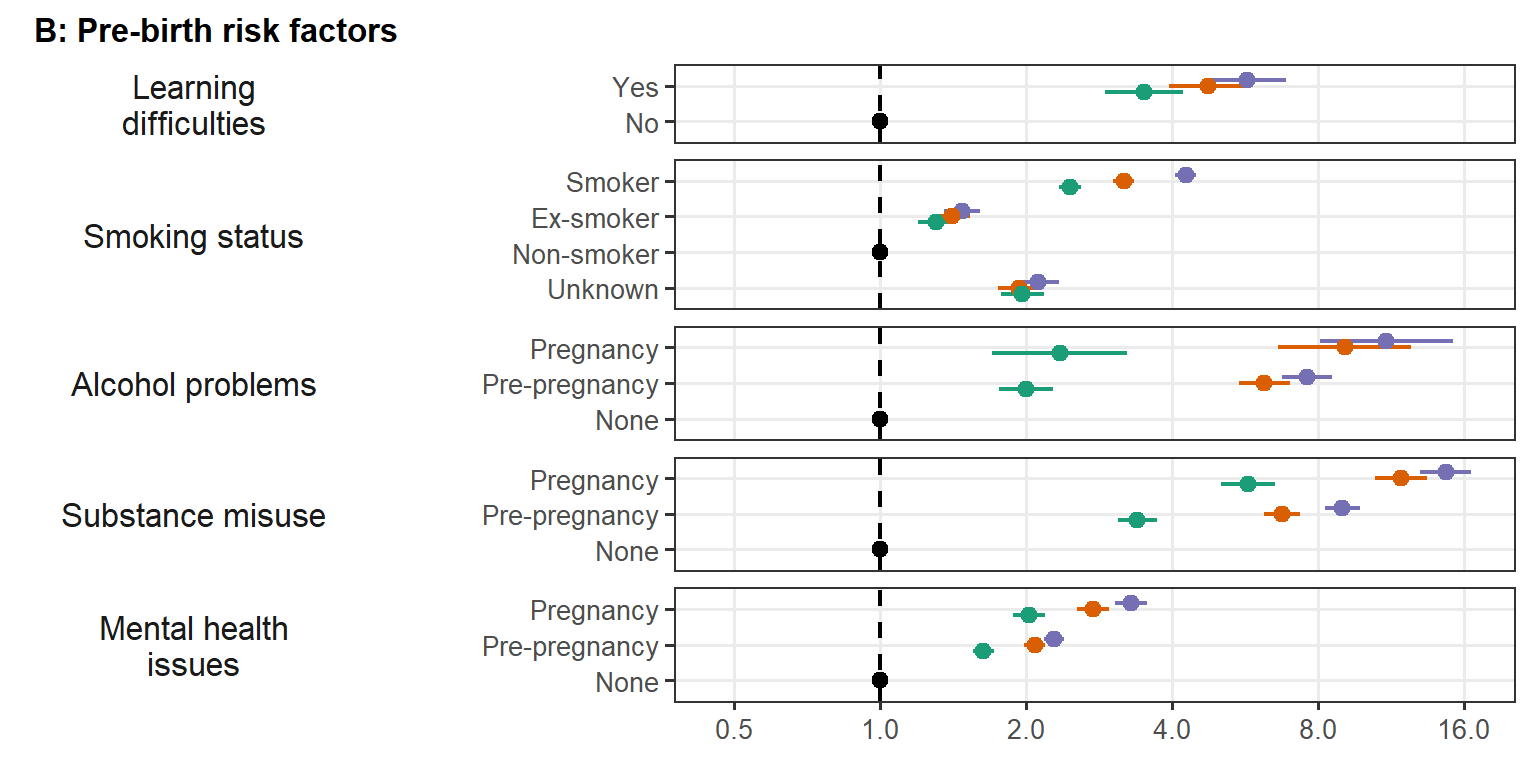 B: Pre-birth risk factors
Learning
difficulties
Yes
No
Smoking status
Smoker
Ex-smoker
Non-smoker
Unknown
Alcohol problems
Pregnancy
Pre-pregnancy
None
Substance misuse
Pregnancy
Pre-pregnancy
None
Mental health
issues
Pregnancy
Pre-pregnancy
None
0.5 1.0 2.0 4.0 8.0 16.0